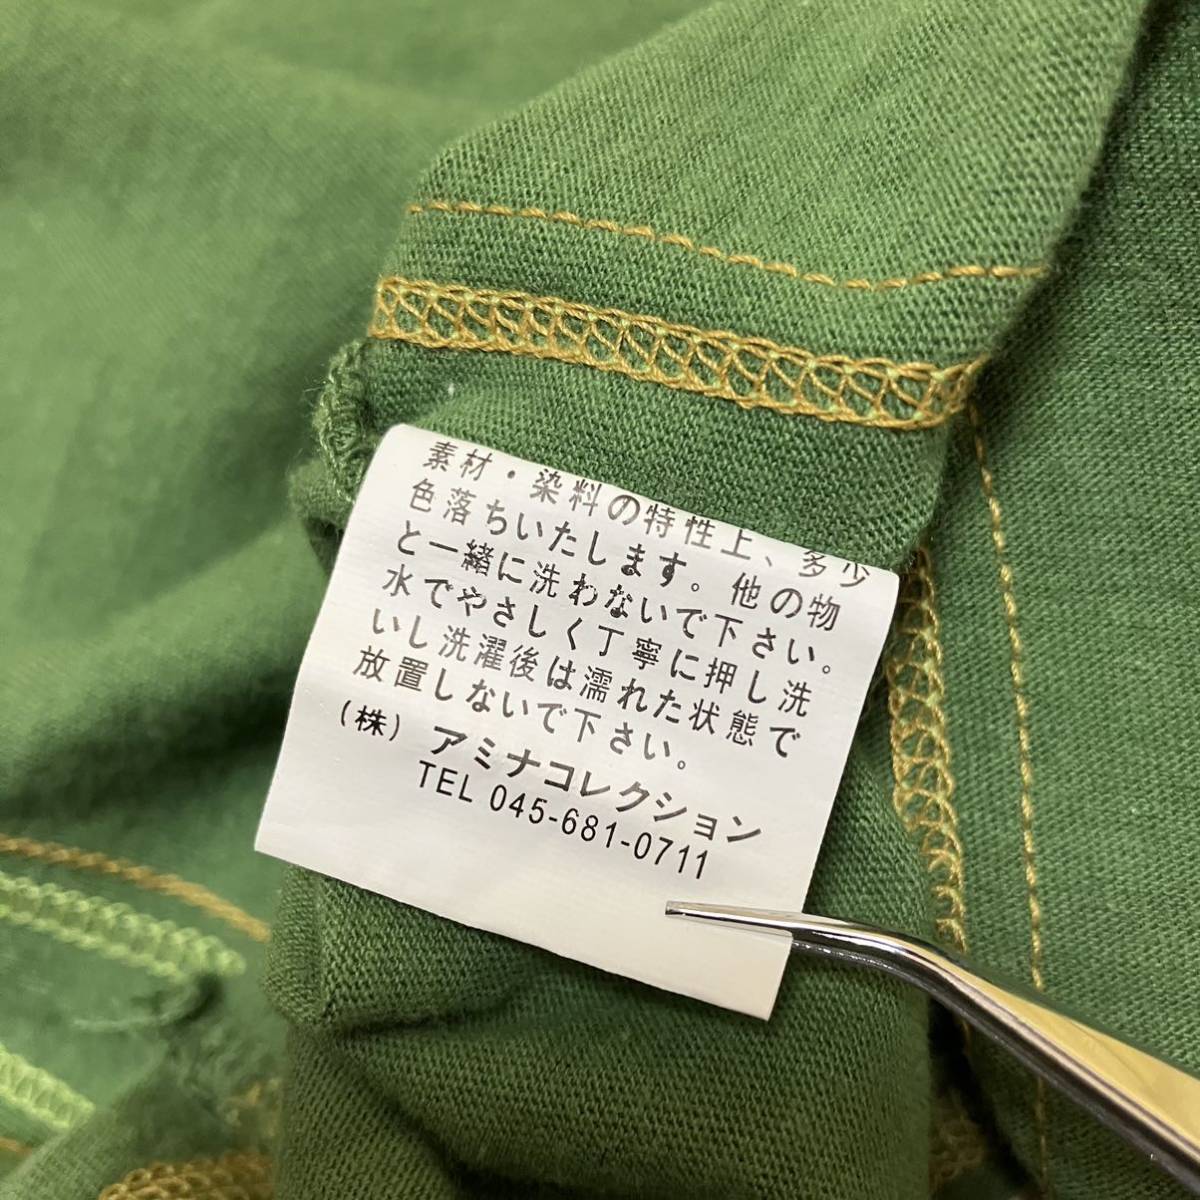 素材・染料の特性上、多少
色落ちいたします。他の物
と一緒に洗わないで下さい。
水でやさしく丁寧に押し洗
いし洗濯後は濡れた状態で
放置しないで下さい。
(株) アミナコレクション
TEL 045-681-0711